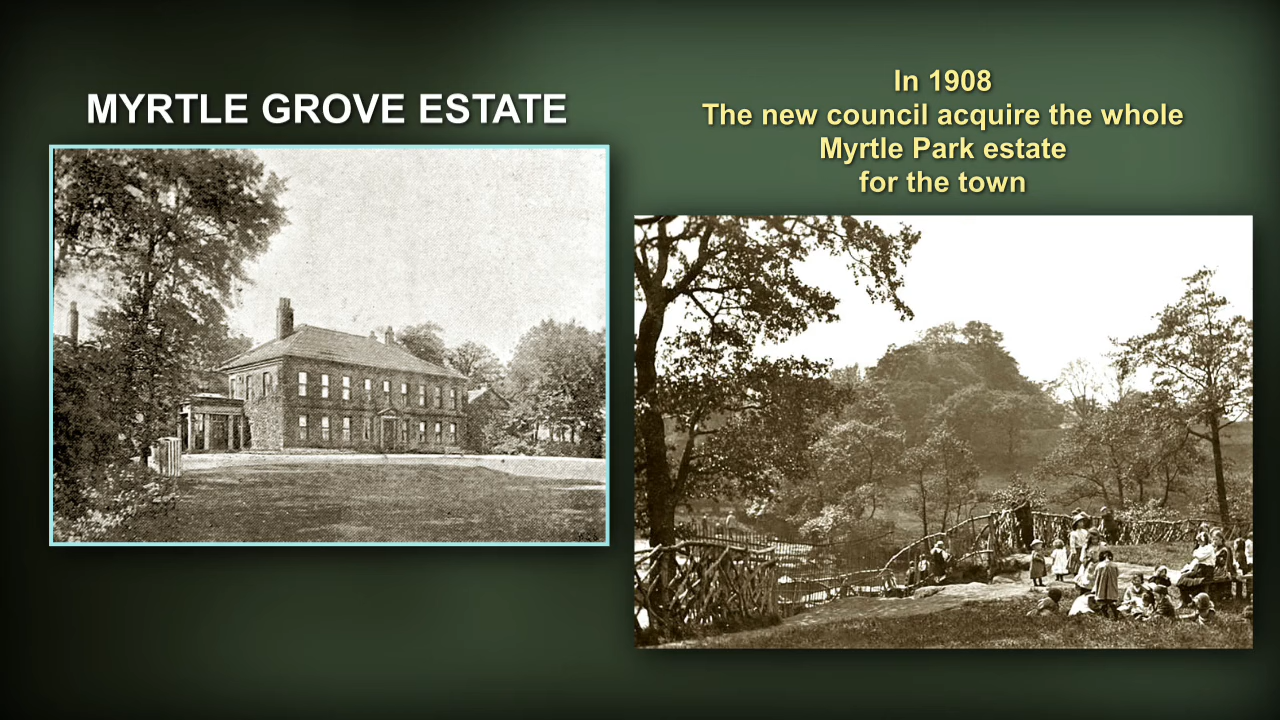 MYRTLE GROVE ESTATE
In 1908
The new council acquire the whole
Myrtle Park estate
for the town